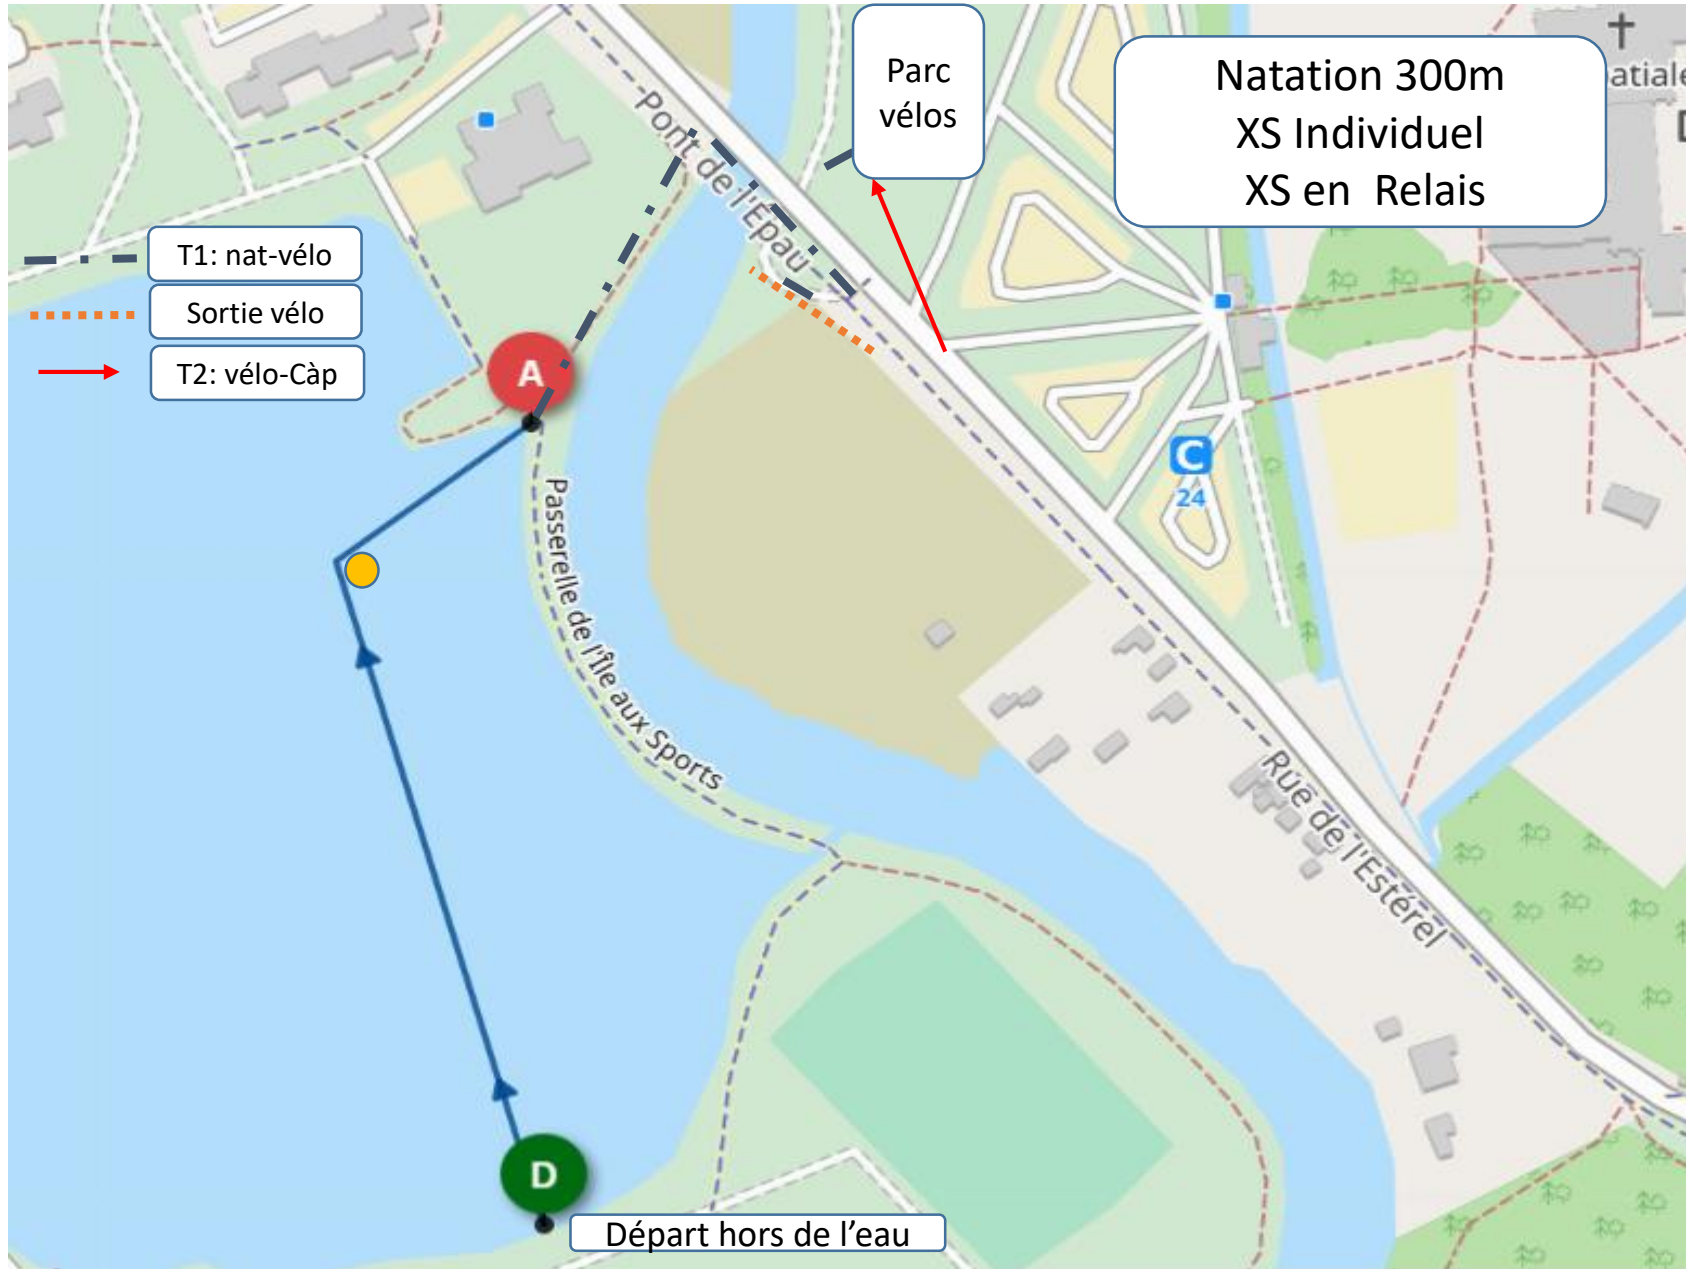 Natation 300m
XS Individuel
XS en Relais
Parc
vélos
Pont de l'Épau
T1: nat-vélo
Sortie vélo
T2: vélo-Càp
A
C
24
Passerelle de l'Île aux Sports
Rue de l'Estérel
D
Départ hors de l'eau